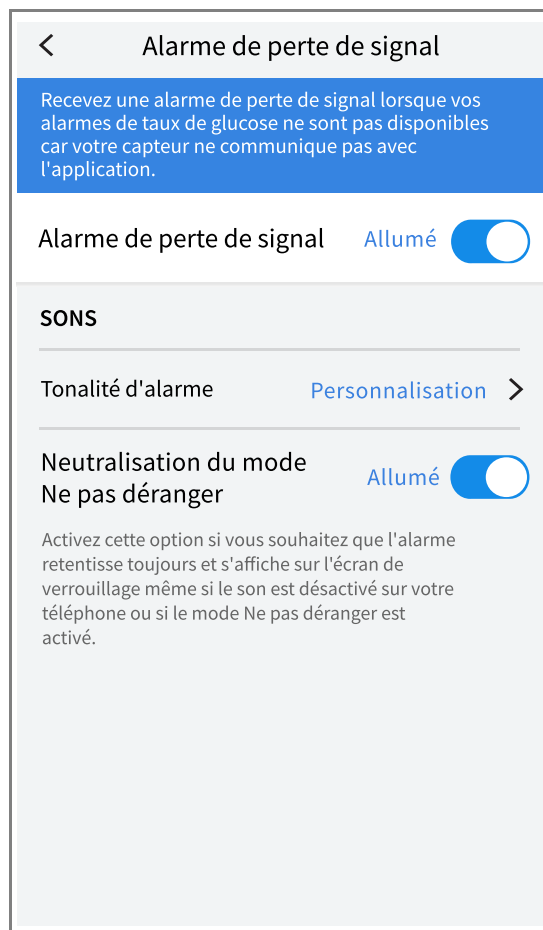 Alarme de perte de signal
Recevez une alarme de perte de signal lorsque vos
alarmes de taux de glucose ne sont pas disponibles
car votre capteur ne communique pas avec
l'application.
Alarme de perte de signal Allumé
SONS
Tonalité d'alarme Personnalisation
Neutralisation du mode
Ne pas déranger Allumé
Activez cette option si vous souhaitez que l'alarme
retentisse toujours et s'affiche sur l'écran de
verrouillage même si le son est désactivé sur votre
téléphone ou si le mode Ne pas déranger est
activé.